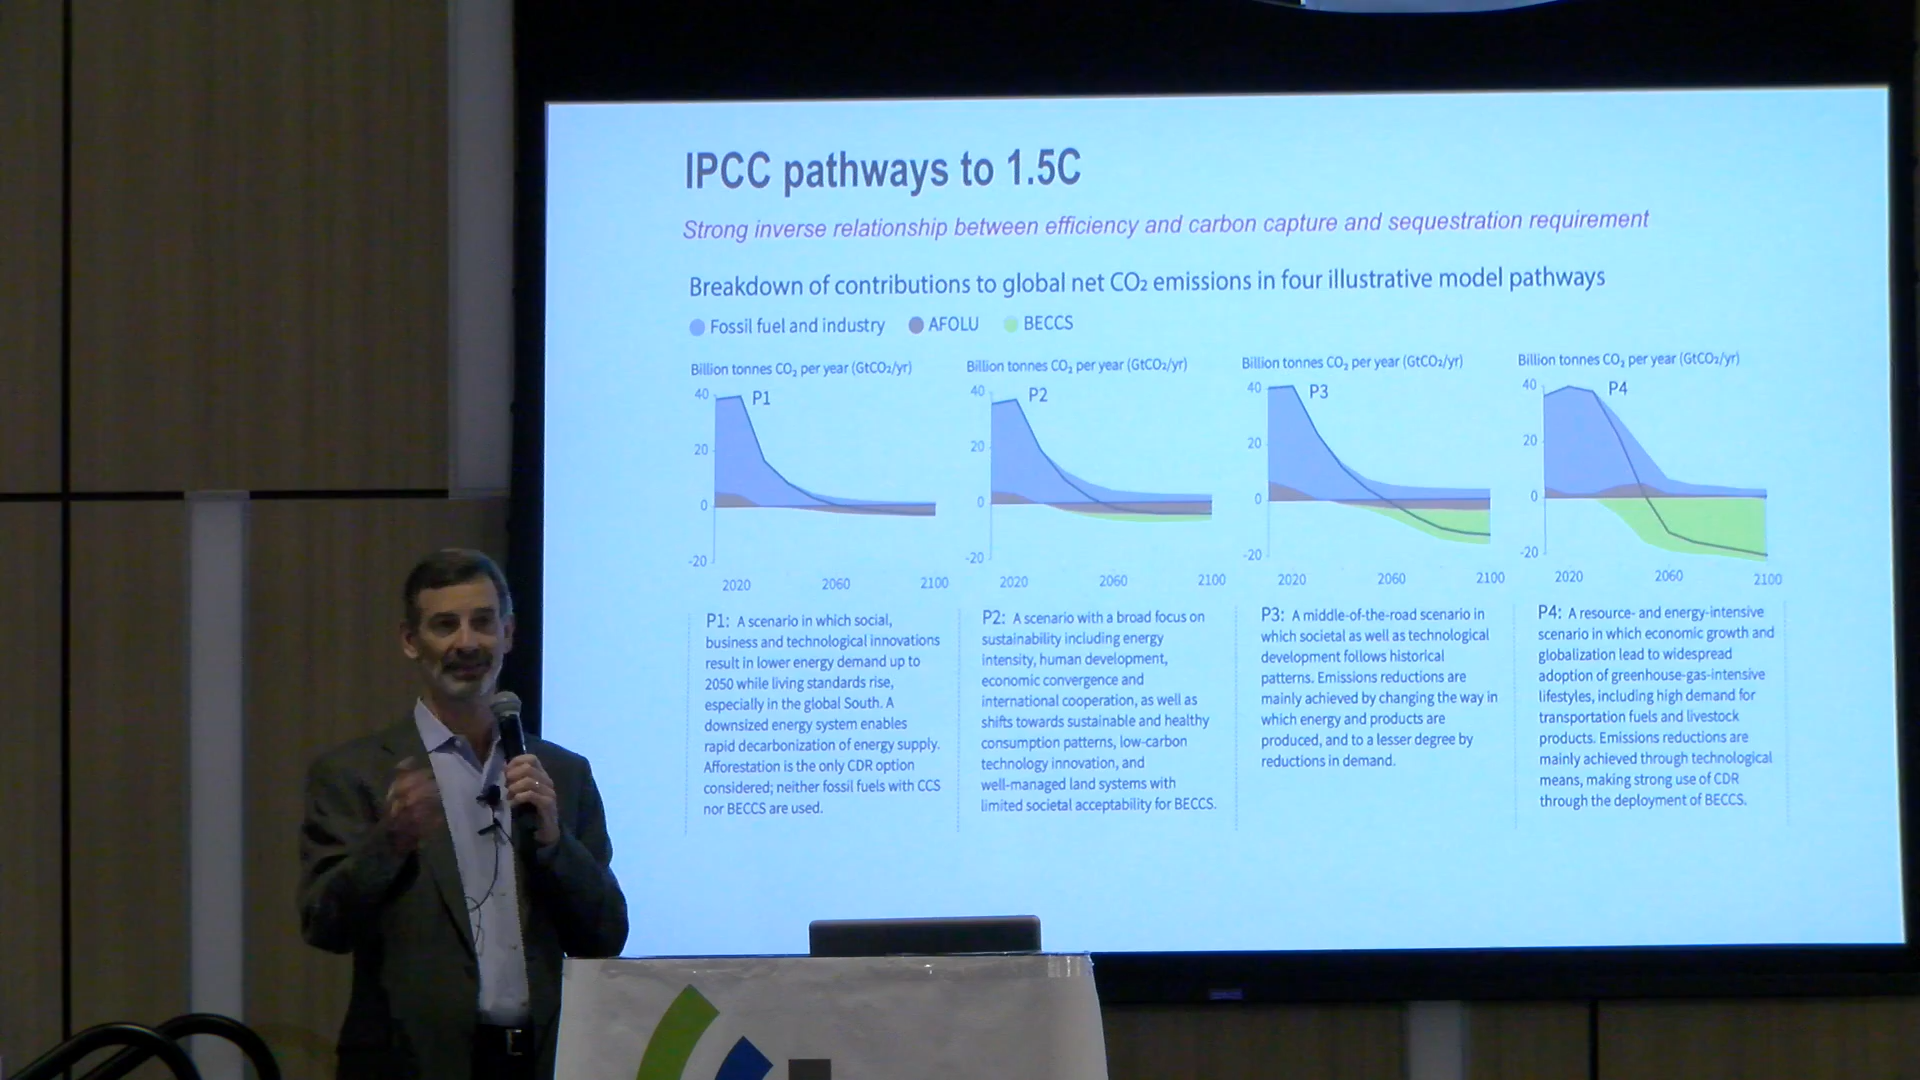 IPCC pathways to 1.5C
Strong inverse relationship between efficiency and carbon capture and sequestration requirement
Breakdown of contributions to global net CO₂ emissions in four illustrative model pathways
Fossil fuel and industry AFOLU BECCS
Billion tonnes CO₂ per year (GtCO₂/yr)
40
P1
20
0
-20
2020 2060 2100
P1: A scenario in which social,
business and technological innovations
result in lower energy demand up to
2050 while living standards rise,
especially in the global South. A
downsized energy system enables
rapid decarbonization of energy supply.
Afforestation is the only CDR option
considered; neither fossil fuels with CCS
nor BECCS are used.
Billion tonnes CO₂ per year (GtCO₂/yr)
40
P2
20
0
-20
2020 2060 2100
P2: A scenario with a broad focus on
sustainability including energy
intensity, human development,
economic convergence and
international cooperation, as well as
shifts towards sustainable and healthy
consumption patterns, low-carbon
technology innovation, and
well-managed land systems with
limited societal acceptability for BECCS.
Billion tonnes CO₂ per year (GtCO₂/yr)
40
P3
20
0
-20
2020 2060 2100
P3: A middle-of-the-road scenario in
which societal as well as technological
development follows historical
patterns. Emissions reductions are
mainly achieved by changing the way in
which energy and products are
produced, and to a lesser degree by
reductions in demand.
Billion tonnes CO₂ per year (GtCO₂/yr)
40
P4
20
0
-20
2020 2060 2100
P4: A resource- and energy-intensive
scenario in which economic growth and
globalization lead to widespread
adoption of greenhouse-gas-intensive
lifestyles, including high demand for
transportation fuels and livestock
products. Emissions reductions are
mainly achieved through technological
means, making strong use of CDR
through the deployment of BECCS.